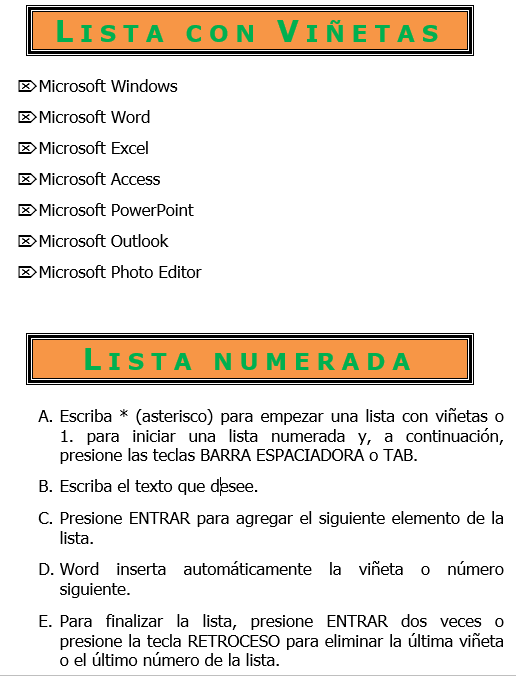 LISTA CON VIÑETAS
⌦Microsoft Windows
⌦Microsoft Word
⌦Microsoft Excel
⌦Microsoft Access
⌦Microsoft PowerPoint
⌦Microsoft Outlook
⌦Microsoft Photo Editor
LISTA NUMERADA
A. Escriba * (asterisco) para empezar una lista con viñetas o
1. para iniciar una lista numerada y, a continuación,
presione las teclas BARRA ESPACIADORA o TAB.
B. Escriba el texto que desee.
C. Presione ENTRAR para agregar el siguiente elemento de la
lista.
D. Word inserta automáticamente la viñeta o número
siguiente.
E. Para finalizar la lista, presione ENTRAR dos veces o
presione la tecla RETROCESO para eliminar la última viñeta
o el último número de la lista.